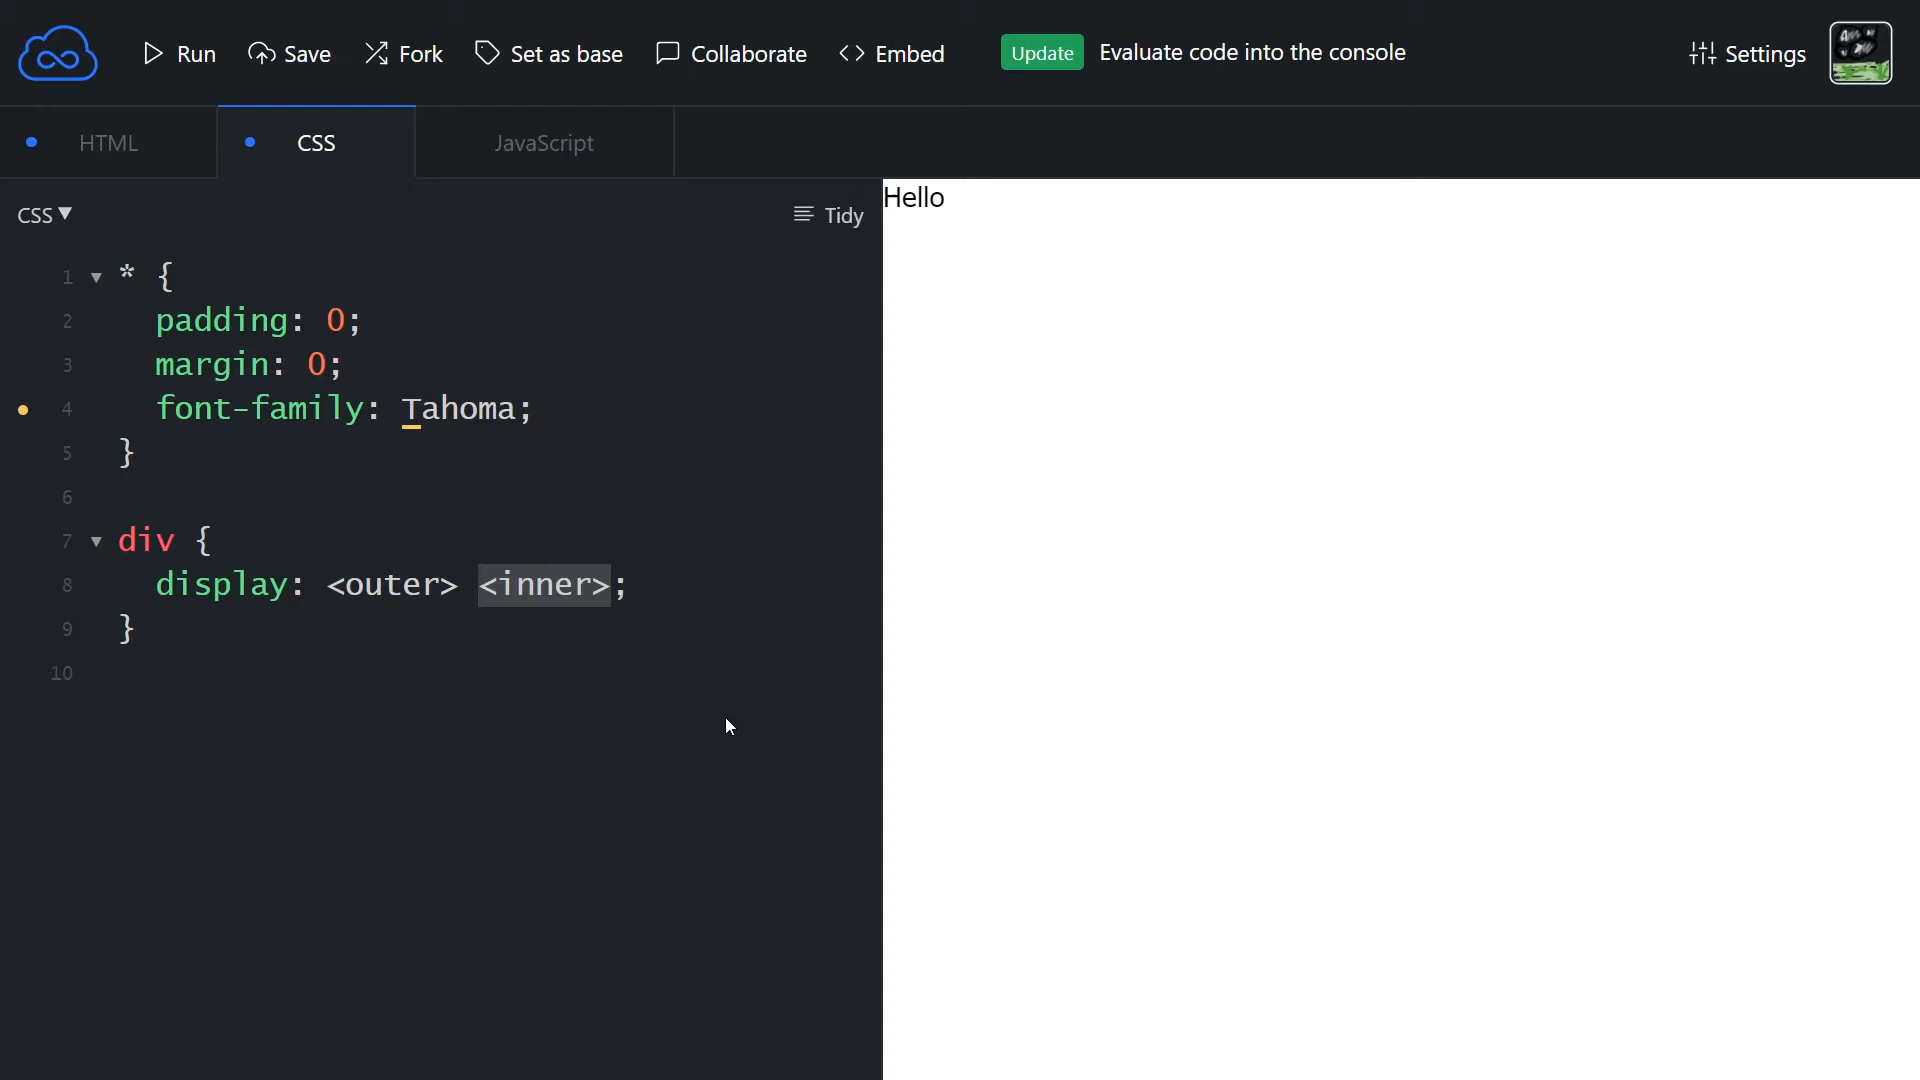 Run Save Fork Set as base Collaborate Embed Update Evaluate code into the console Settings
HTML CSS JavaScript
CSS ▼ Tidy
Hello
1 ▼ * {
2 padding: 0;
3 margin: 0;
4 font-family: Tahoma;
5 }
6
7 ▼ div {
8 display: <outer> <inner>;
9 }
10